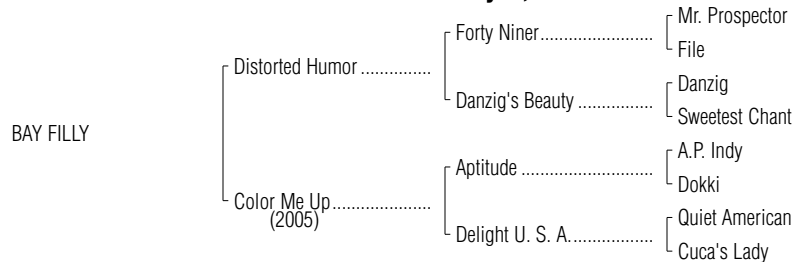 Mr. Prospector
Forty Niner
File
Distorted Humor
Danzig
Danzig's Beauty
Sweetest Chant
BAY FILLY
A.P. Indy
Aptitude
Dokki
Color Me Up
(2005)
Quiet American
Delight U. S. A.
Cuca's Lady